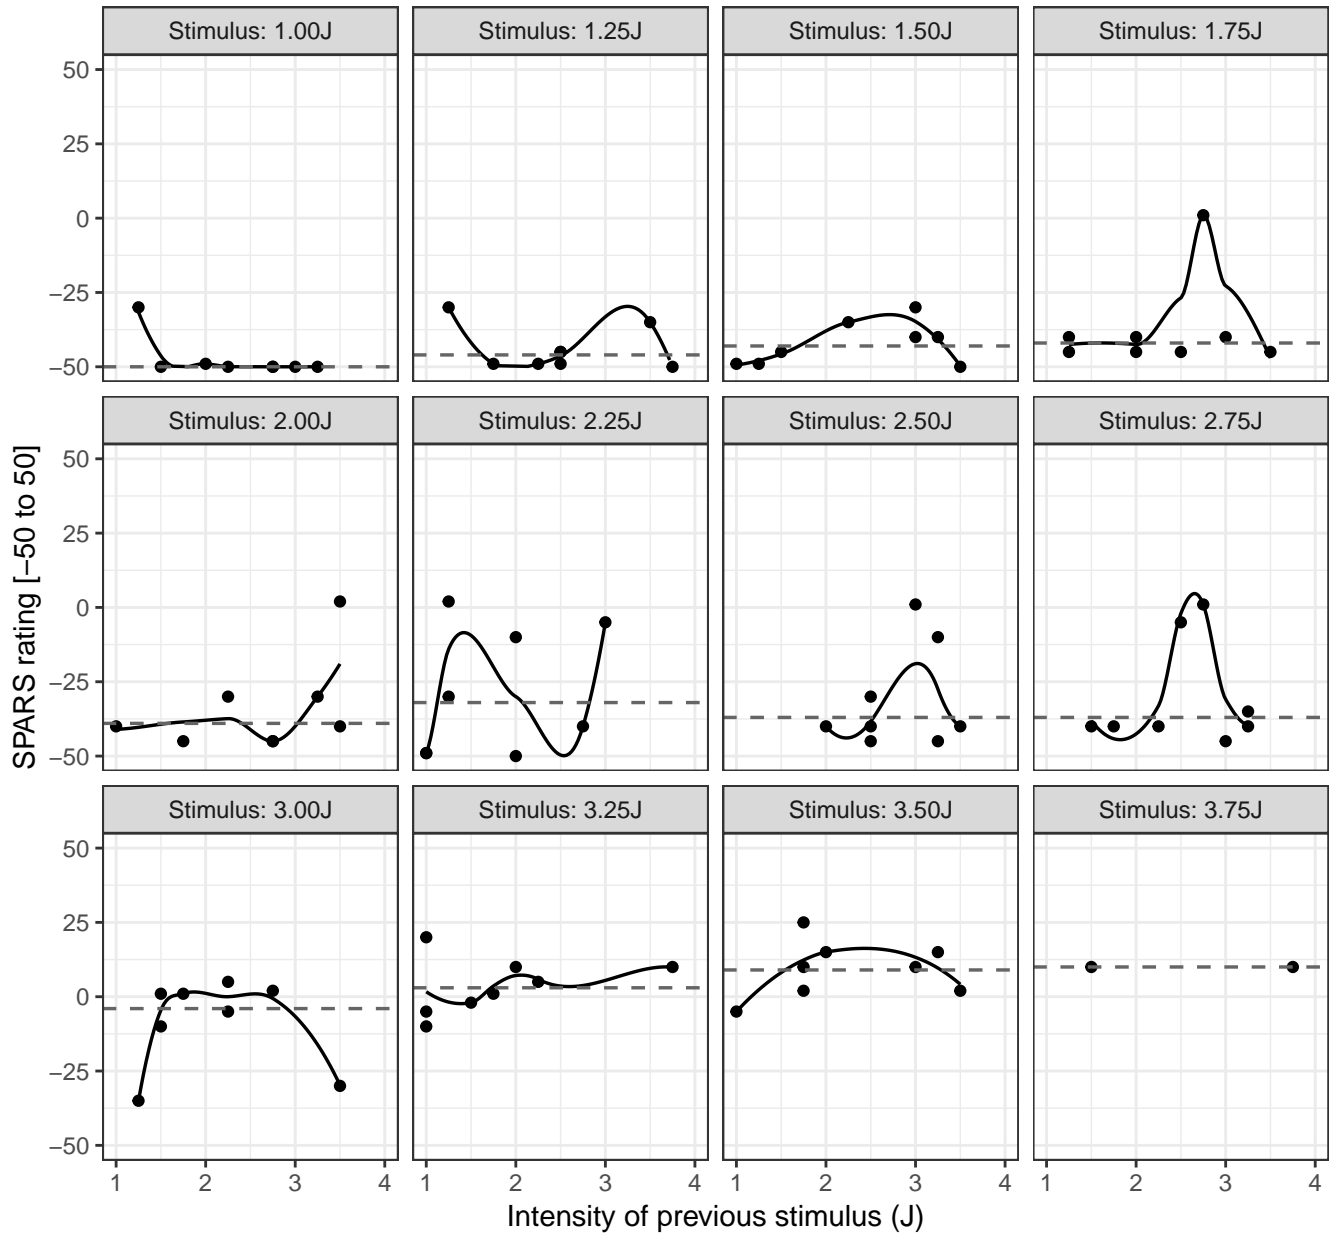 Stimulus: 1.00J Stimulus: 1.25J Stimulus: 1.50J Stimulus: 1.75J
50
25
0
−25
−50
Stimulus: 2.00J Stimulus: 2.25J Stimulus: 2.50J Stimulus: 2.75J
50
25
0
−25
−50
SPARS rating [−50 to 50]
Stimulus: 3.00J Stimulus: 3.25J Stimulus: 3.50J Stimulus: 3.75J
50
25
0
−25
−50
1 2 3 4 1 2 3 4 1 2 3 4 1 2 3 4
Intensity of previous stimulus (J)